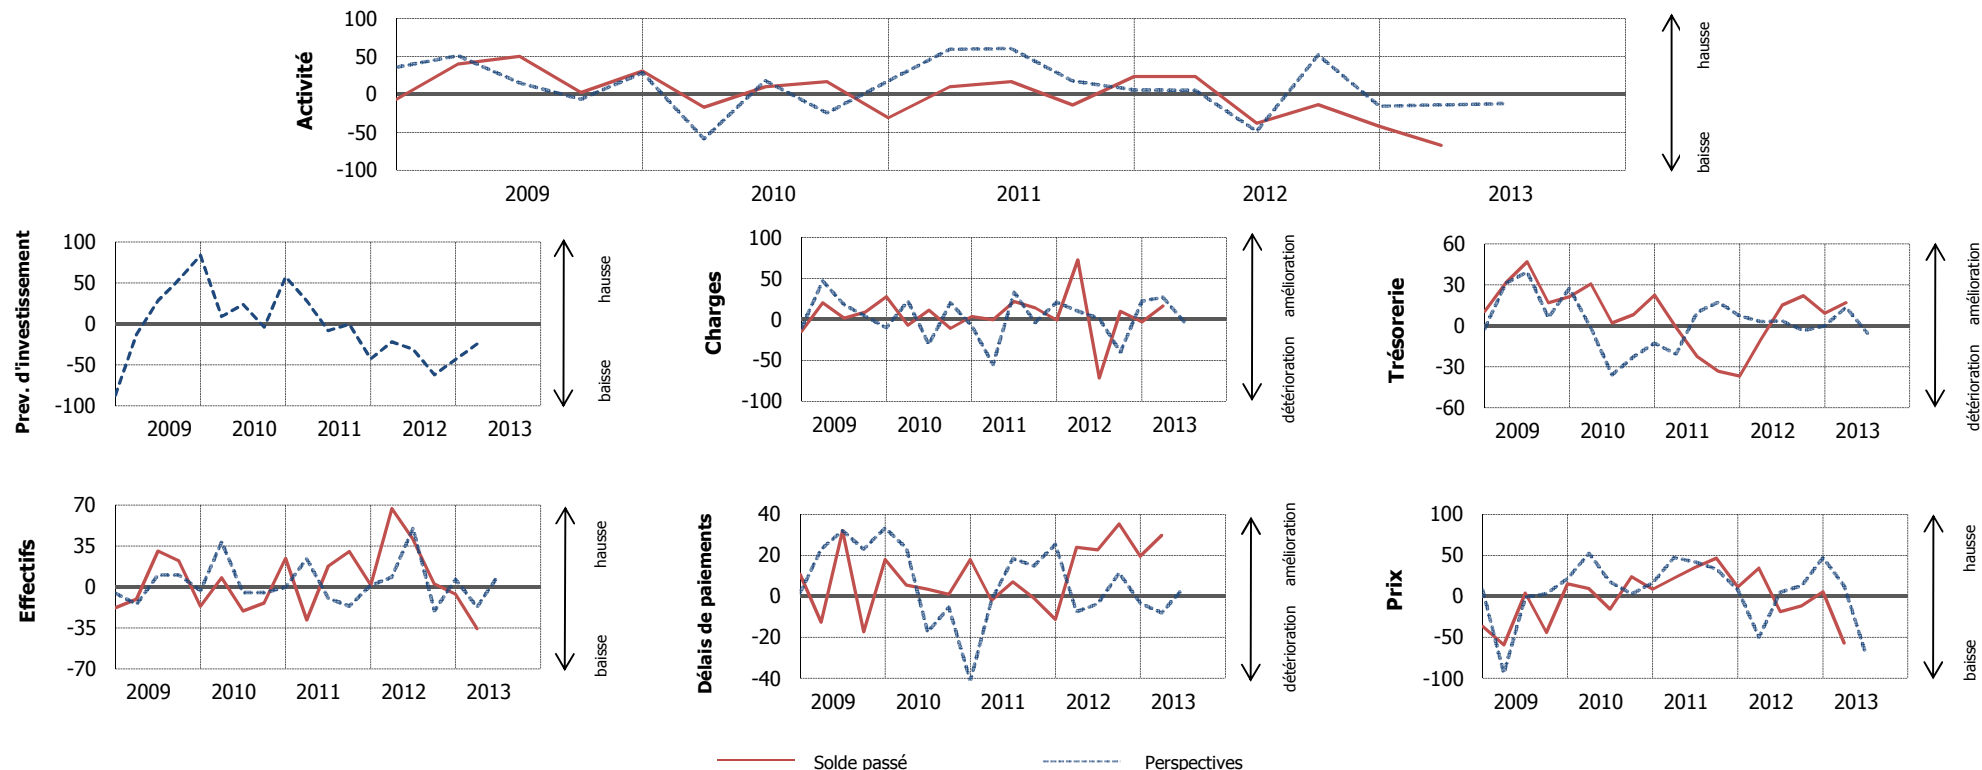 Activité
100
50
0
-50
-100
2009 2010 2011 2012 2013
hausse
baisse
Prev. d'investissement
100
50
0
-50
-100
2009 2010 2011 2012 2013
hausse
baisse
Charges
100
50
0
-50
-100
2009 2010 2011 2012 2013
amélioration
détérioration
Trésorerie
60
30
0
-30
-60
2009 2010 2011 2012 2013
amélioration
détérioration
Effectifs
70
35
0
-35
-70
2009 2010 2011 2012 2013
hausse
baisse
Délais de paiements
40
20
0
-20
-40
2009 2010 2011 2012 2013
amélioration
détérioration
Prix
100
50
0
-50
-100
2009 2010 2011 2012 2013
hausse
baisse
Solde passé Perspectives